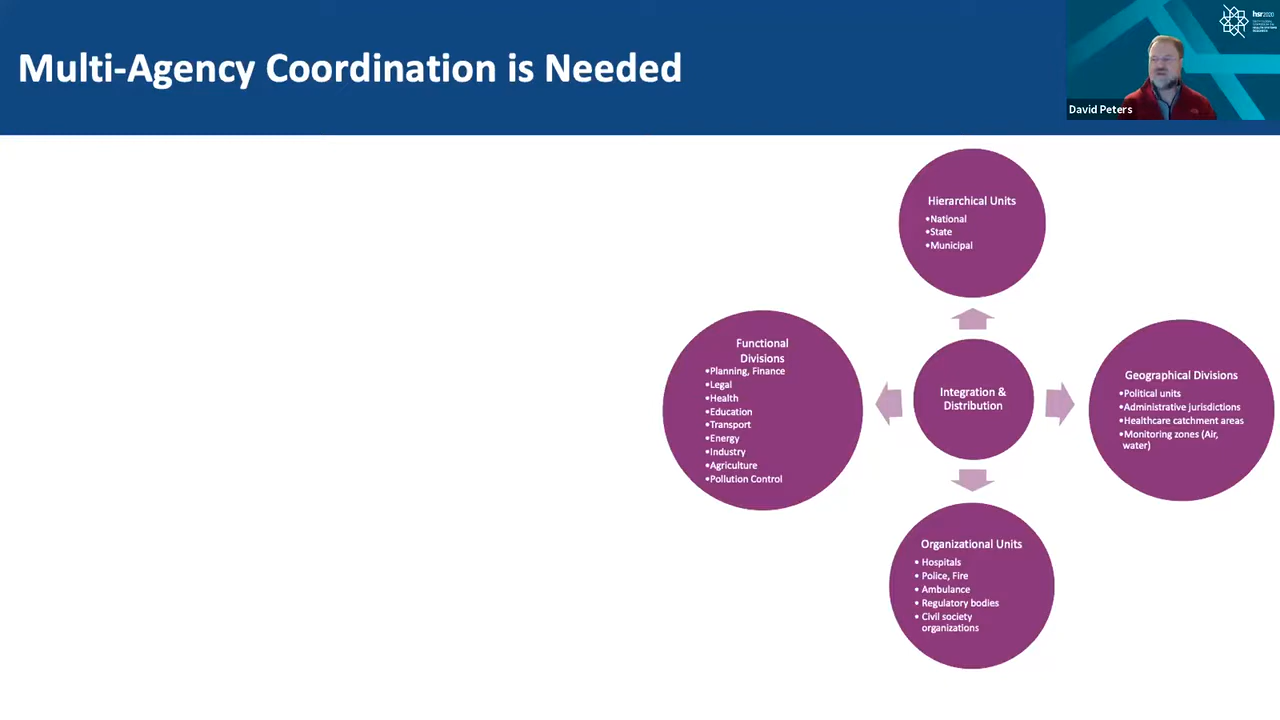 Multi-Agency Coordination is Needed
hsr2020
David Peters
Hierarchical Units
•National
•State
•Municipal
Functional
Divisions
•Planning, Finance
•Legal
•Health
•Education
•Transport
•Energy
•Industry
•Agriculture
•Pollution Control
Integration &
Distribution
Geographical Divisions
•Political units
•Administrative jurisdictions
•Healthcare catchment areas
•Monitoring zones (Air,
water)
Organizational Units
• Hospitals
• Police, Fire
• Ambulance
• Regulatory bodies
• Civil society
organizations